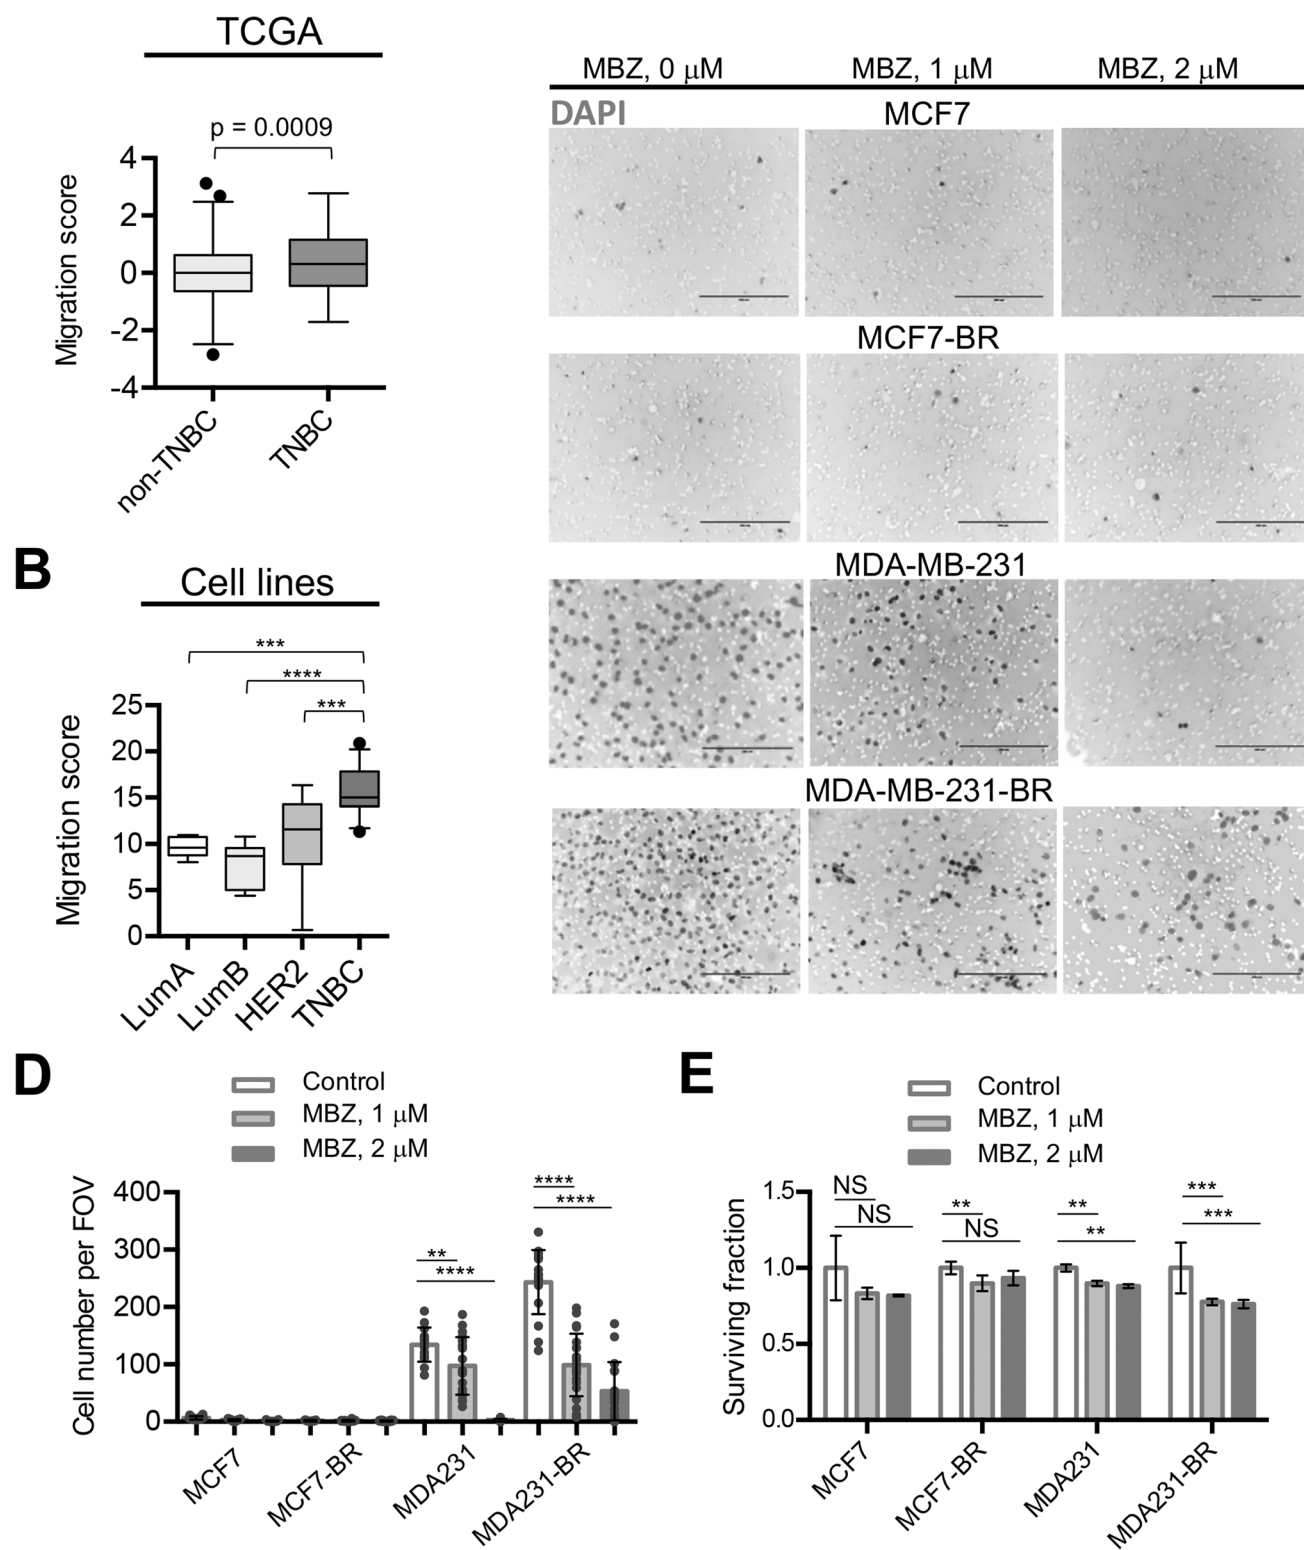 TCGA
p = 0.0009
4
2
0
-2
-4
Migration score
non-TNBC
TNBC
MBZ, 0 µM
MBZ, 1 µM
MBZ, 2 µM
DAPI
MCF7
MCF7-BR
MDA-MB-231
MDA-MB-231-BR
B
Cell lines
***
****
***
25
20
15
10
5
0
Migration score
LumA
LumB
HER2
TNBC
D
Control
MBZ, 1 µM
MBZ, 2 µM
400
300
200
100
0
Cell number per FOV
**
****
****
****
MCF7
MCF7-BR
MDA231
MDA231-BR
E
Control
MBZ, 1 µM
MBZ, 2 µM
1.5
1.0
0.5
0.0
Surviving fraction
NS
NS
**
NS
**
**
***
***
MCF7
MCF7-BR
MDA231
MDA231-BR